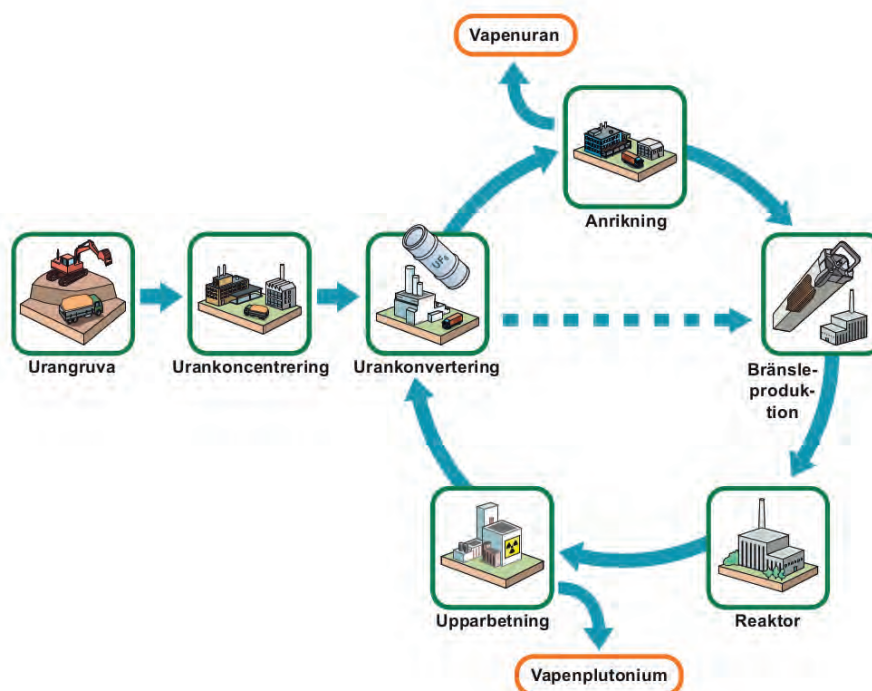 Vapenuran
Anrikning
UF₆
Urangruva
Urankoncentrering
Urankonvertering
Bränsle-
produk-
tion
Upparbetning
Reaktor
Vapenplutonium